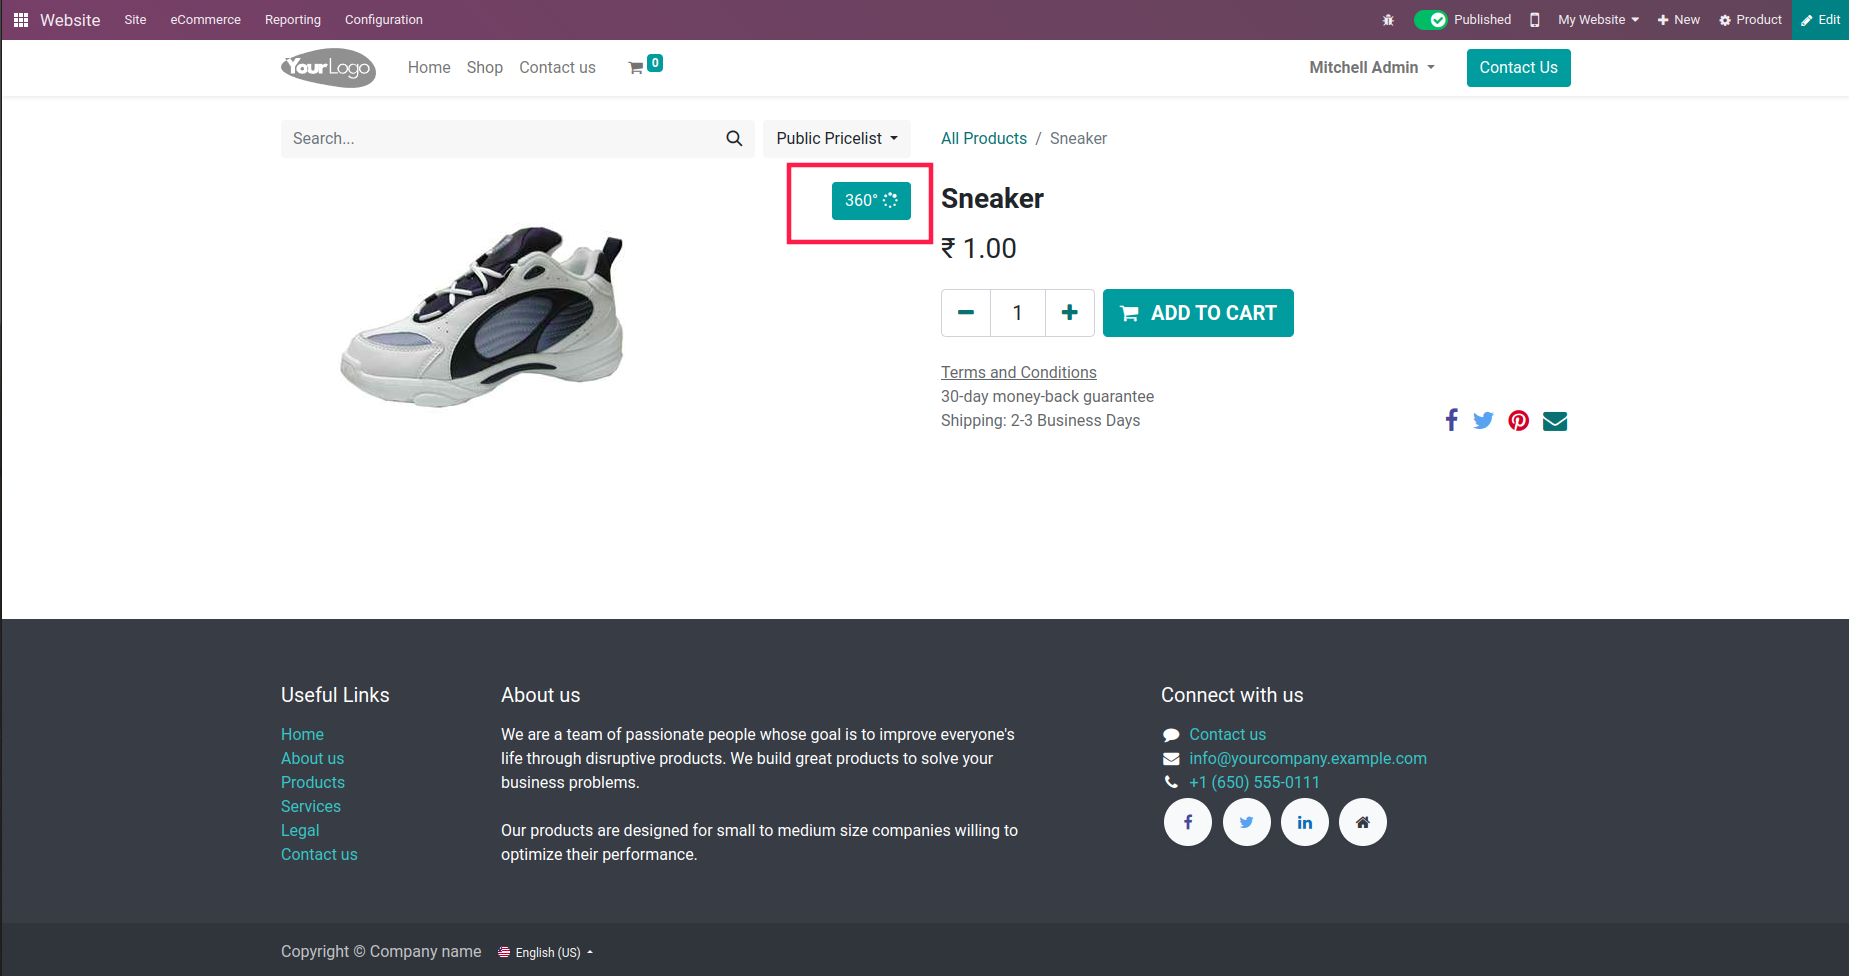 Website Site eCommerce Reporting Configuration Published My Website New Product Edit
YourLogo Home Shop Contact us 0 Mitchell Admin Contact Us
Search... Public Pricelist All Products / Sneaker
360°
Sneaker
₹ 1.00
1 ADD TO CART
Terms and Conditions
30-day money-back guarantee
Shipping: 2-3 Business Days
Useful Links
Home
About us
Products
Services
Legal
Contact us
About us
We are a team of passionate people whose goal is to improve everyone's
life through disruptive products. We build great products to solve your
business problems.
Our products are designed for small to medium size companies willing to
optimize their performance.
Connect with us
Contact us
info@yourcompany.example.com
+1 (650) 555-0111
Copyright © Company name English (US)